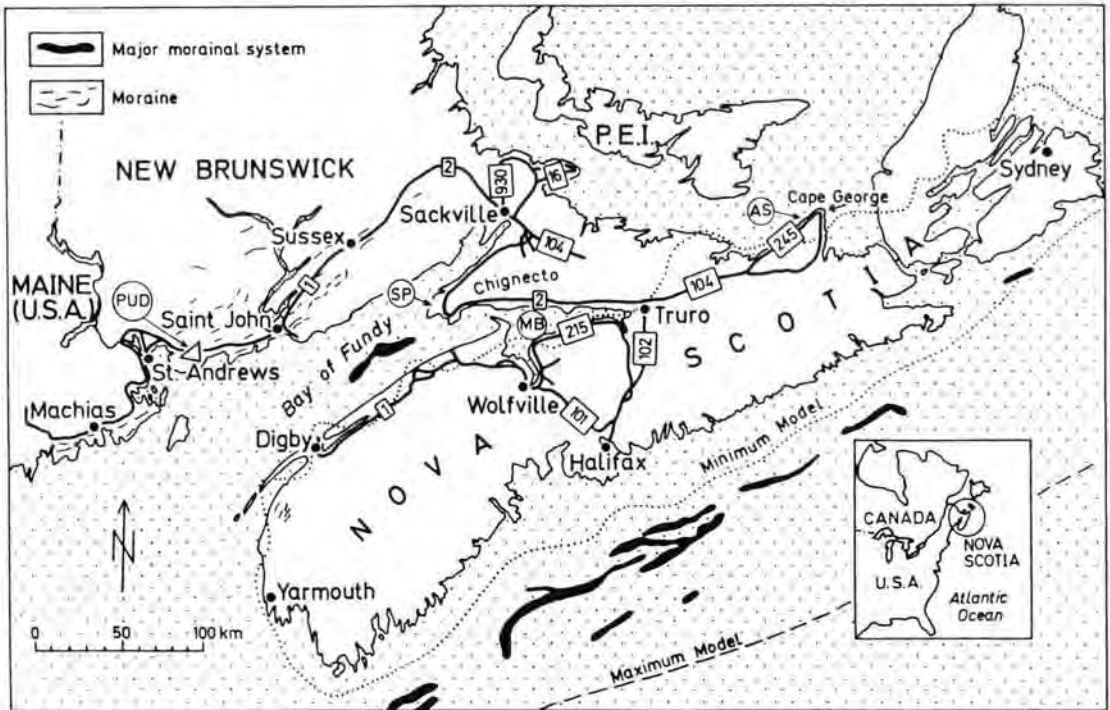 Major morainal system
Moraine
NEW BRUNSWICK
P.E.I.
Sydney
2
930
16
Sackville
AS
Cape George
245
Sussex
104
SP
Chignecto
104
MAINE
(U.S.A.)
PUD
1
2
Saint John
MB
215
Truro
102
St-Andrews
Bay of Fundy
Machias
1
Wolfville
101
Digby
Halifax
NOVA SCOTIA
Minimum Model
N
Yarmouth
0 50 100 km
Maximum Model
CANADA
NOVA
SCOTIA
U.S.A.
Atlantic
Ocean